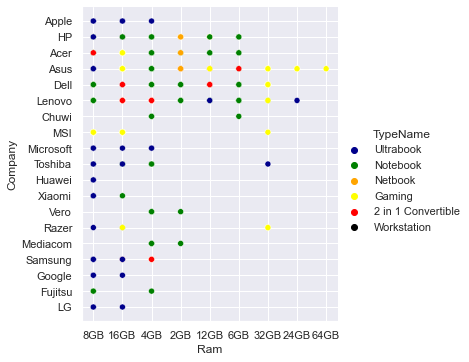 Apple
HP
Acer
Asus
Dell
Lenovo
Chuwi
MSI
Microsoft
Toshiba
Huawei
Xiaomi
Vero
Razer
Mediacom
Samsung
Google
Fujitsu
LG
Company
8GB 16GB 4GB 2GB 12GB 6GB 32GB 24GB 64GB
Ram
TypeName
Ultrabook
Notebook
Netbook
Gaming
2 in 1 Convertible
Workstation